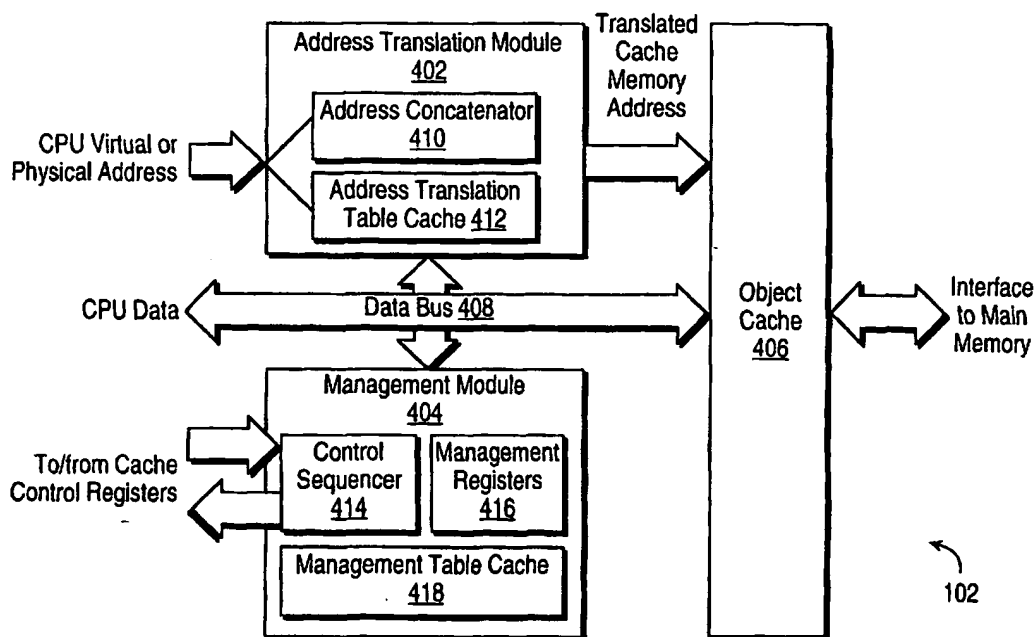 Address Translation Module
402
Address Concatenator
410
Address Translation
Table Cache 412
CPU Virtual or
Physical Address
Translated
Cache
Memory
Address
CPU Data
Data Bus 408
Object
Cache
406
Interface
to Main
Memory
Management Module
404
Control
Sequencer
414
Management
Registers
416
To/from Cache
Control Registers
Management Table Cache
418
102